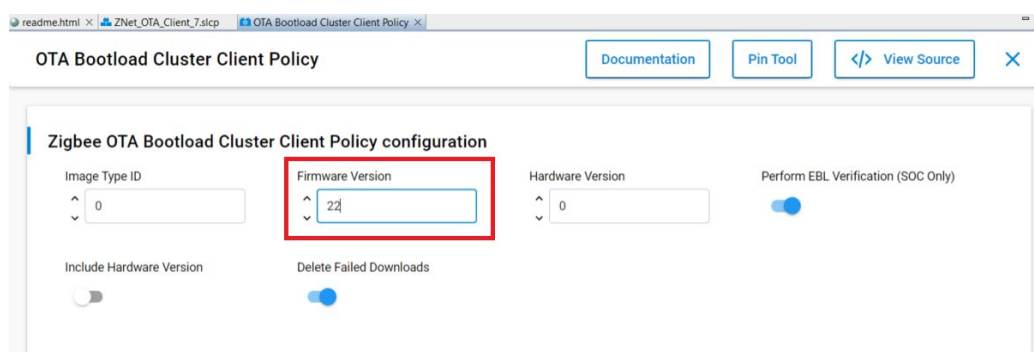 readme.html ZNet_OTA_Client_7.slcp OTA Bootload Cluster Client Policy
OTA Bootload Cluster Client Policy Documentation Pin Tool </> View Source
Zigbee OTA Bootload Cluster Client Policy configuration
Image Type ID Firmware Version Hardware Version Perform EBL Verification (SOC Only)
0 22 0
Include Hardware Version Delete Failed Downloads